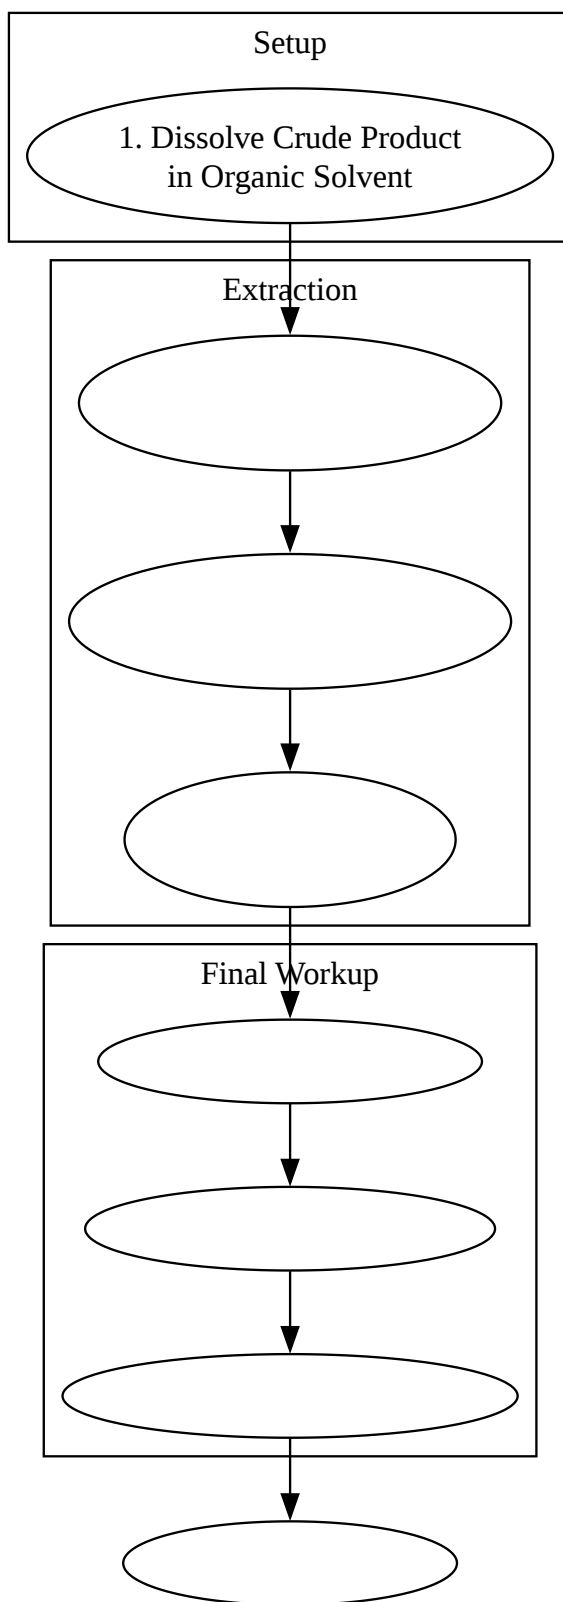 Setup
1. Dissolve Crude Product
in Organic Solvent
Extraction
Final Workup